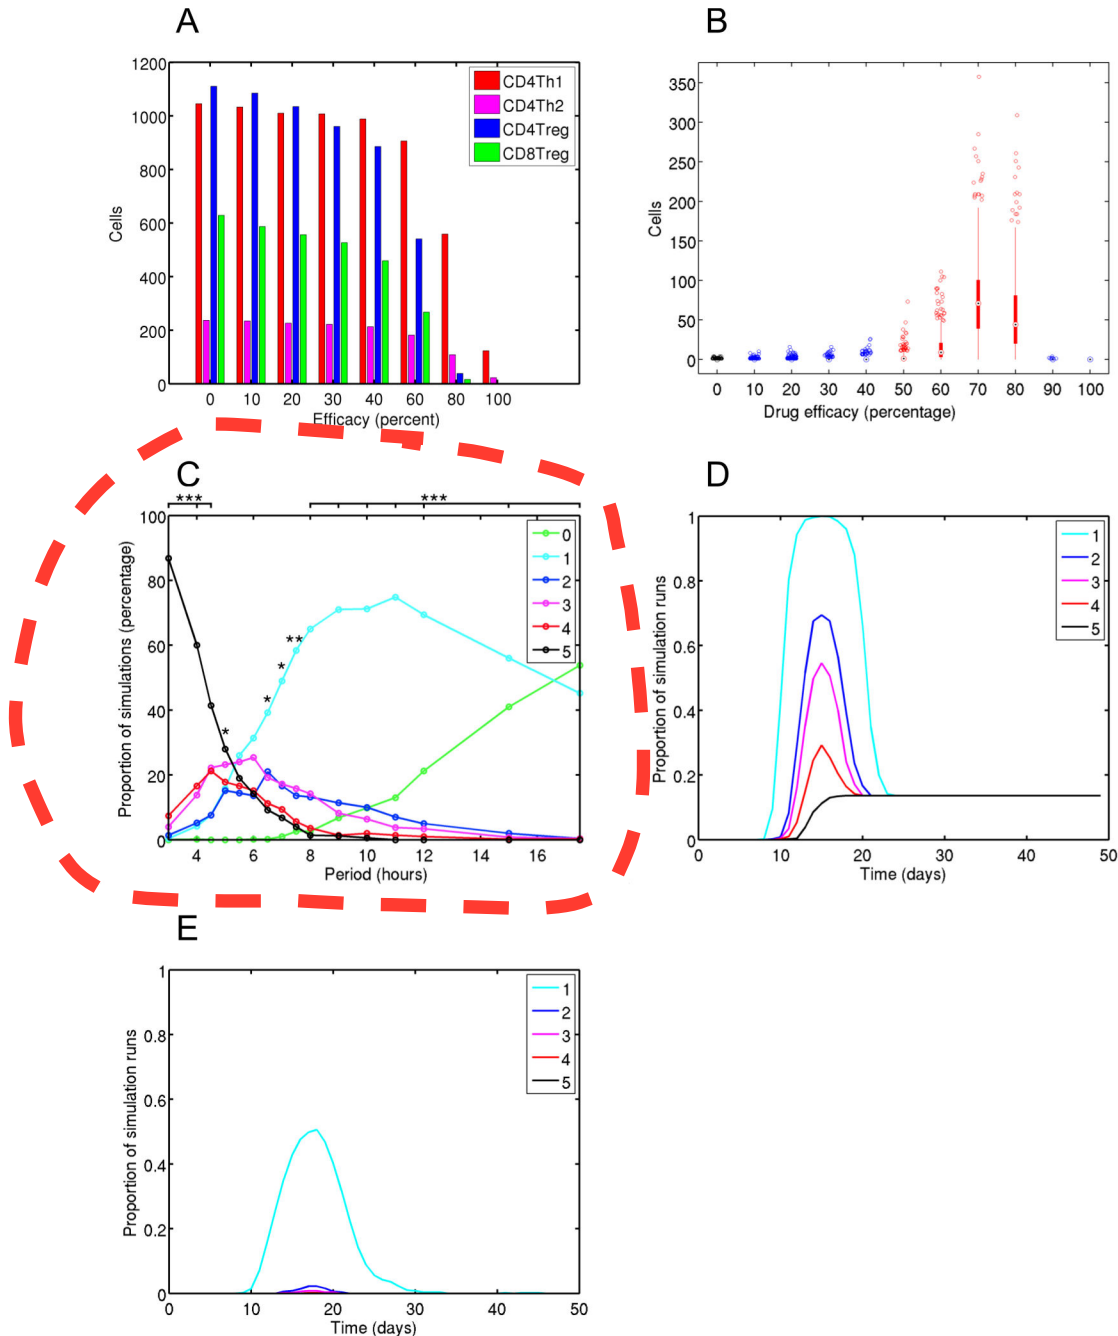 A
1200
1000
800
600
400
200
0
Cells
CD4Th1
CD4Th2
CD4Treg
CD8Treg
0 10 20 30 40 60 80 100
Efficacy (percent)
B
350
300
250
200
150
100
50
0
Cells
0 10 20 30 40 50 60 70 80 90 100
Drug efficacy (percentage)
C
*** ***
100
80
60
40
20
0
Proportion of simulations (percentage)
0
1
2
3
4
5
**
*
*
*
4 6 8 10 12 14 16
Period (hours)
D
1
0.8
0.6
0.4
0.2
0
Proportion of simulation runs
1
2
3
4
5
0 10 20 30 40 50
Time (days)
E
1
0.8
0.6
0.4
0.2
0
Proportion of simulation runs
1
2
3
4
5
0 10 20 30 40 50
Time (days)